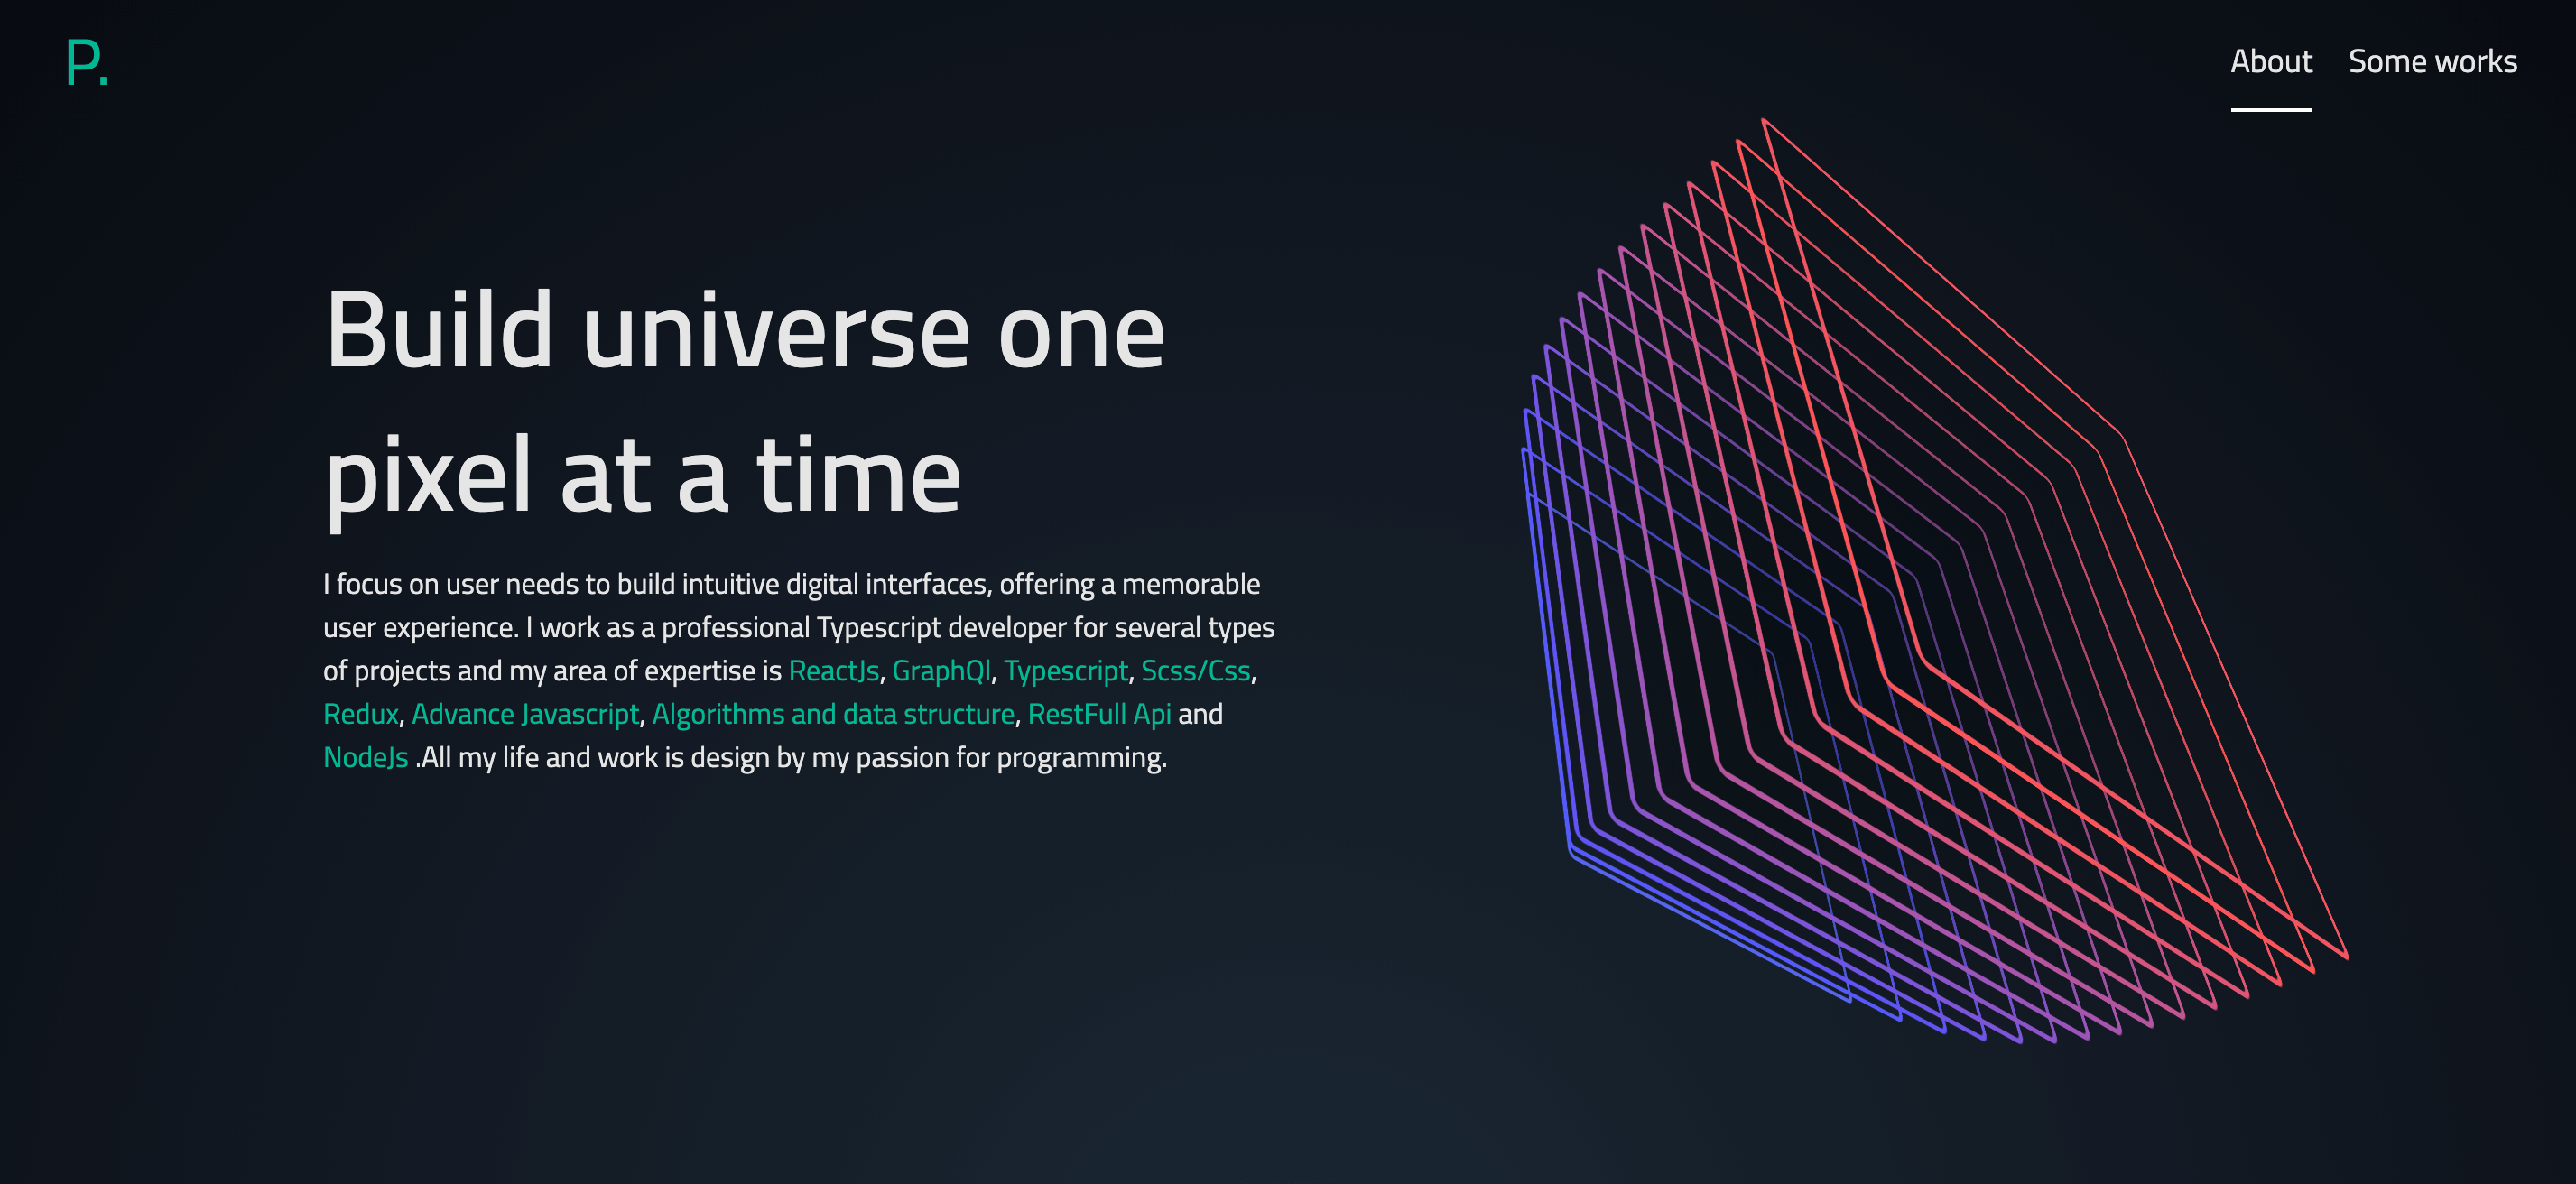 P.
About
Some works
Build universe one
pixel at a time
I focus on user needs to build intuitive digital interfaces, offering a memorable
user experience. I work as a professional Typescript developer for several types
of projects and my area of expertise is ReactJs, GraphQl, Typescript, Scss/Css,
Redux, Advance Javascript, Algorithms and data structure, RestFull Api and
NodeJs .All my life and work is design by my passion for programming.